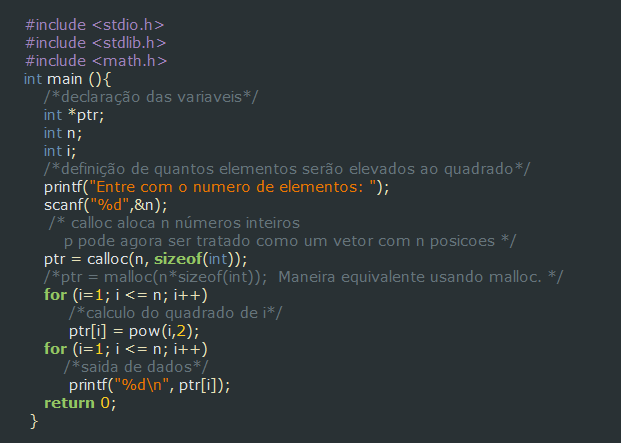 #include <stdio.h>
#include <stdlib.h>
#include <math.h>
int main (){
    /*declaração das variaveis*/
    int *ptr;
    int n;
    int i;
    /*definição de quantos elementos serão elevados ao quadrado*/
    printf("Entre com o numero de elementos: ");
    scanf("%d",&n);
     /* calloc aloca n números inteiros
        p pode agora ser tratado como um vetor com n posicoes */
    ptr = calloc(n, sizeof(int));
    /*ptr = malloc(n*sizeof(int));  Maneira equivalente usando malloc. */
    for (i=1; i <= n; i++)
         /*calculo do quadrado de i*/
         ptr[i] = pow(i,2);
    for (i=1; i <= n; i++)
        /*saida de dados*/
         printf("%d\n", ptr[i]);
    return 0;
 }